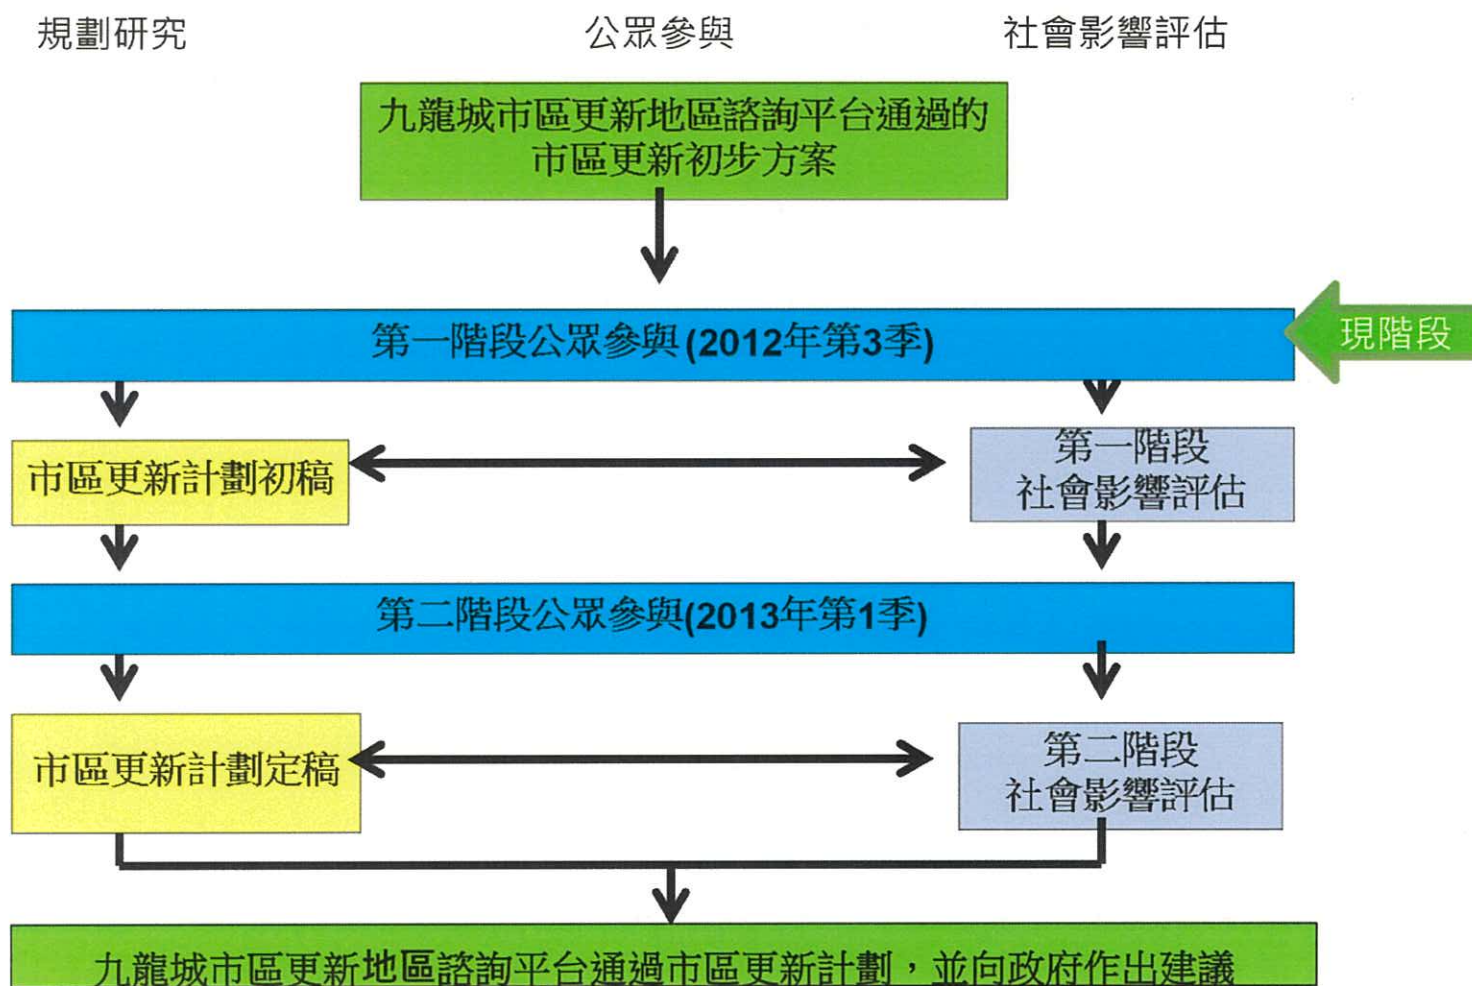 規劃研究
公眾參與
社會影響評估
九龍城市區更新地區諮詢平台通過的
市區更新初步方案
第一階段公眾參與(2012年第3季)
現階段
市區更新計劃初稿
第一階段
社會影響評估
第二階段公眾參與(2013年第1季)
市區更新計劃定稿
第二階段
社會影響評估
九龍城市區更新地區諮詢平台通過市區更新計劃，並向政府作出建議